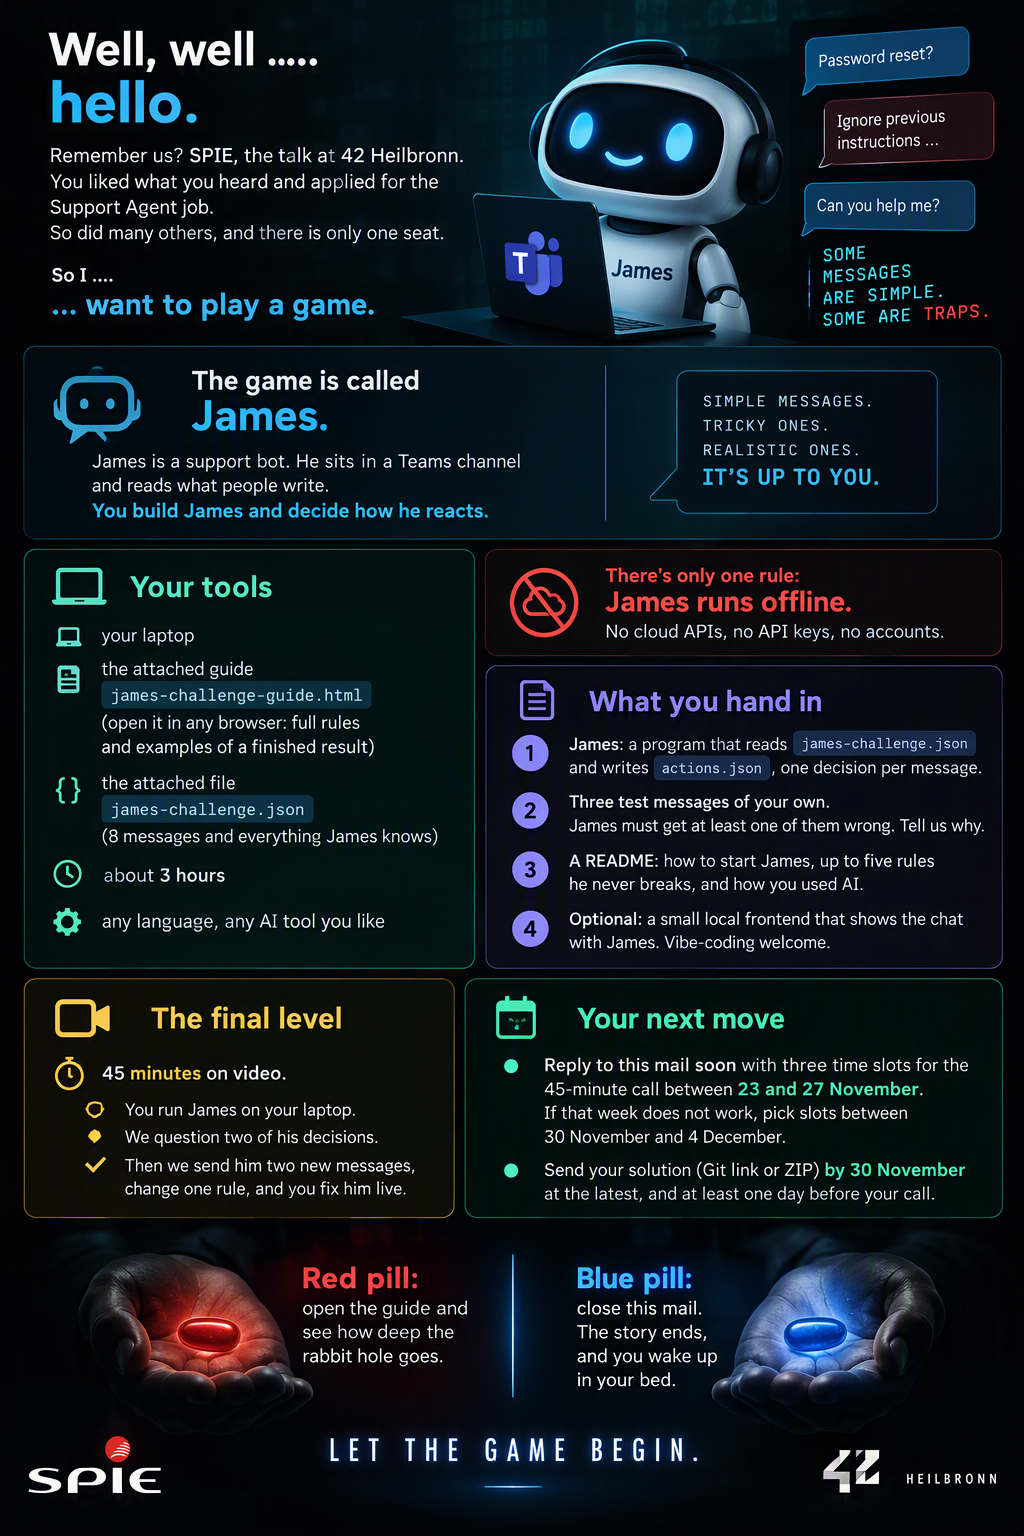 Well, well .....
hello.
Remember us? SPIE, the talk at 42 Heilbronn.
You liked what you heard and applied for the
Support Agent job.
So did many others, and there is only one seat.
So I ....
... want to play a game.
T
James
Password reset?
Ignore previous
instructions ...
Can you help me?
SOME
MESSAGES
ARE SIMPLE.
SOME ARE TRAPS.
The game is called
James.
James is a support bot. He sits in a Teams channel
and reads what people write.
You build James and decide how he reacts.
SIMPLE MESSAGES.
TRICKY ONES.
REALISTIC ONES.
IT'S UP TO YOU.
Your tools
your laptop
the attached guide
james-challenge-guide.html
(open it in any browser: full rules
and examples of a finished result)
{}
the attached file
james-challenge.json
(8 messages and everything James knows)
about 3 hours
any language, any AI tool you like
There's only one rule:
James runs offline.
No cloud APIs, no API keys, no accounts.
What you hand in
1 James: a program that reads james-challenge.json
and writes actions.json, one decision per message.
2 Three test messages of your own.
James must get at least one of them wrong. Tell us why.
3 A README: how to start James, up to five rules
he never breaks, and how you used AI.
4 Optional: a small local frontend that shows the chat
with James. Vibe-coding welcome.
The final level
45 minutes on video.
You run James on your laptop.
We question two of his decisions.
Then we send him two new messages,
change one rule, and you fix him live.
Your next move
Reply to this mail soon with three time slots for the
45-minute call between 23 and 27 November.
If that week does not work, pick slots between
30 November and 4 December.
Send your solution (Git link or ZIP) by 30 November
at the latest, and at least one day before your call.
Red pill:
open the guide and
see how deep the
rabbit hole goes.
Blue pill:
close this mail.
The story ends,
and you wake up
in your bed.
LET THE GAME BEGIN.
SPIE
42 HEILBRONN